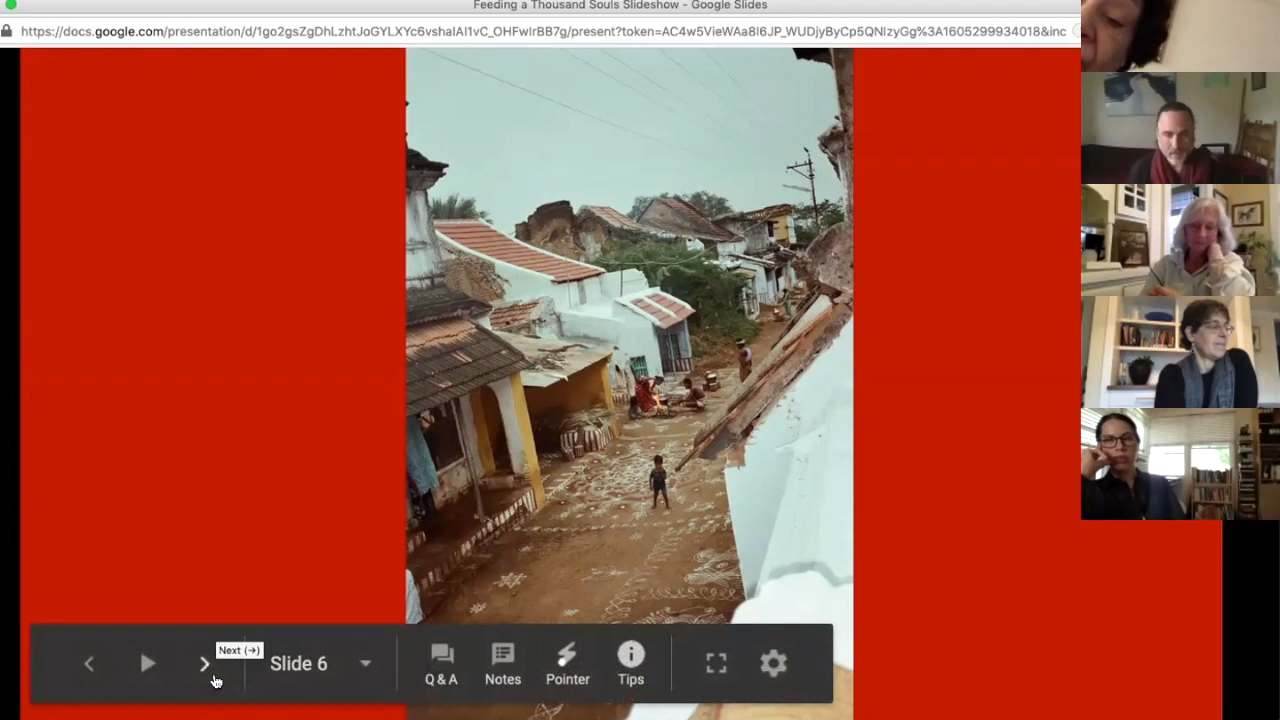 Feeding a Thousand Souls Slideshow - Google Slides
https://docs.google.com/presentation/d/1go2gsZgDhLzhtJoGYLXYc6vshalAI1vC_OHFwIrBB7g/present?token=AC4w5VieWAa8I6JP_WUDjyByCp5QNIzyGg%3A1605299934018&inc
Next (→)
Slide 6
Q & A
Notes
Pointer
Tips